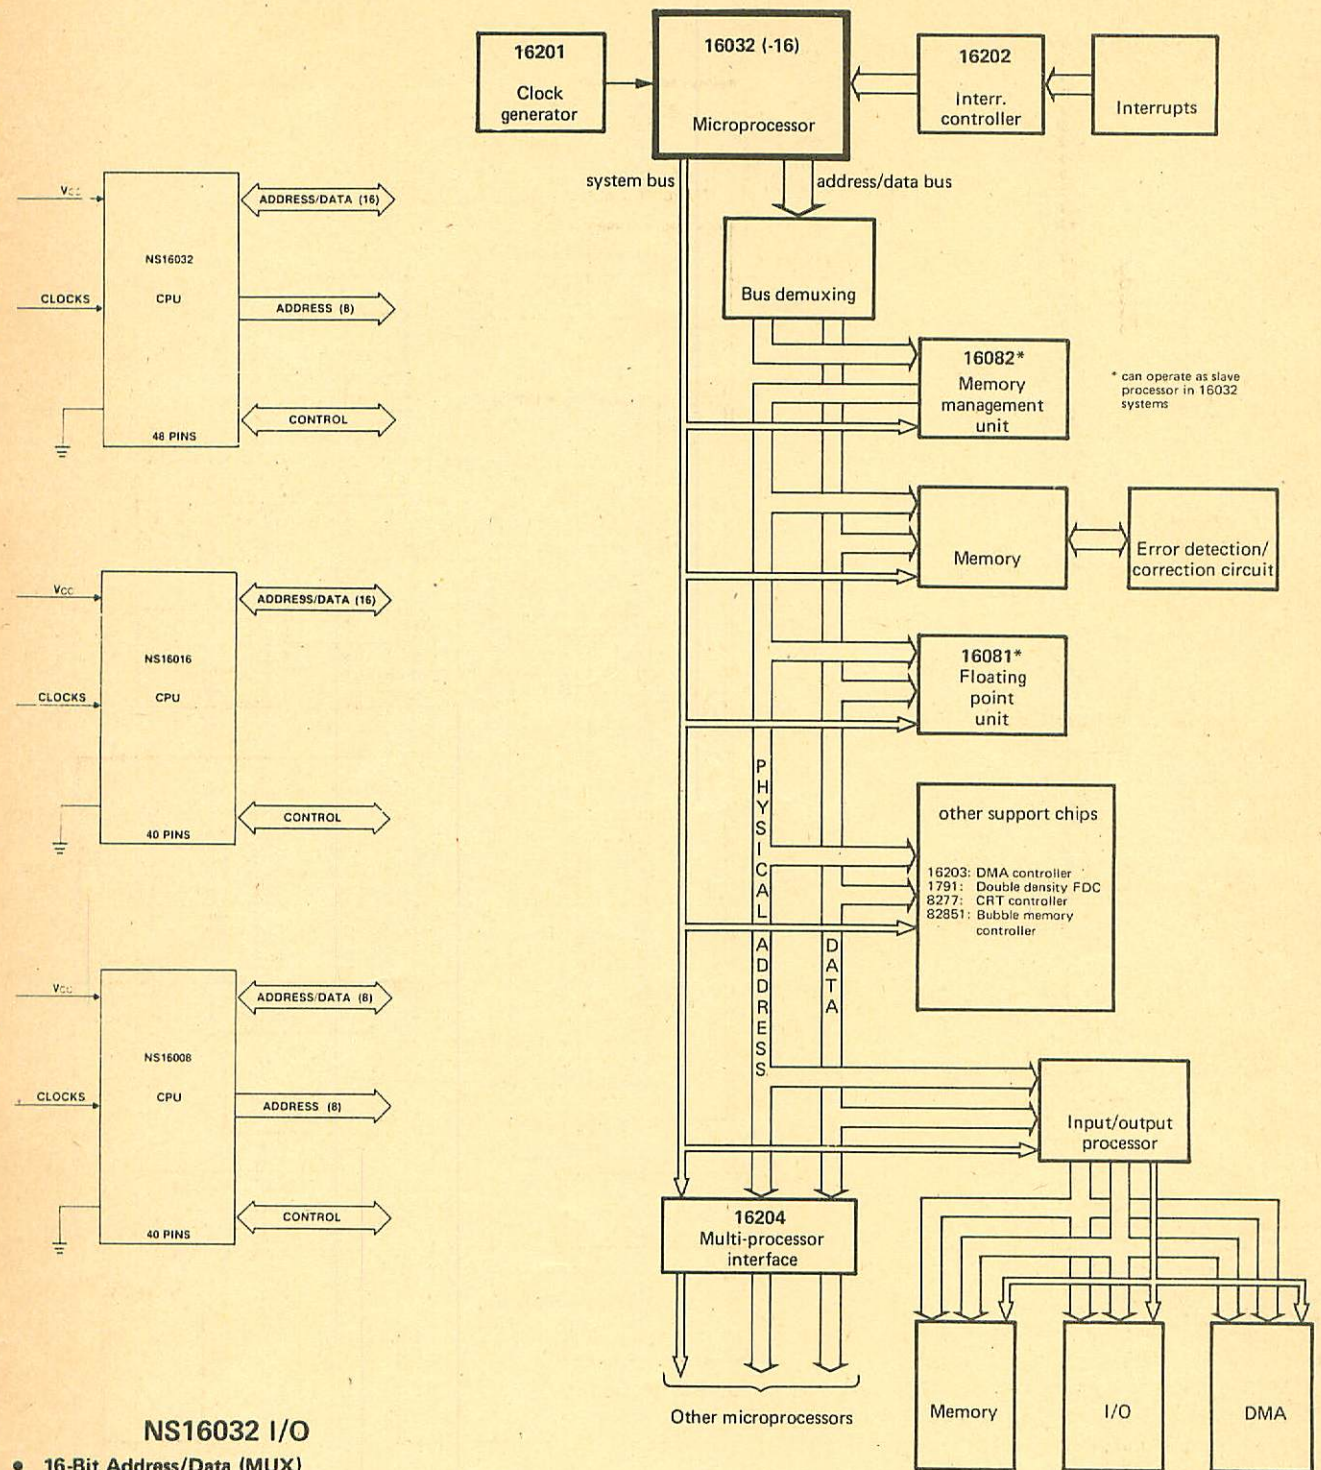 16201
Clock
generator
16032 (-16)
Microprocessor
16202
Interr.
controller
Interrupts
system bus
address/data bus
Bus demuxing
16082*
Memory
management
unit
* can operate as slave
processor in 16032
systems
Memory
Error detection/
correction circuit
16081*
Floating
point
unit
PHYSICAL ADDRESS
DATA
other support chips
16203: DMA controller
1791: Double density FDC
8277: CRT controller
82851: Bubble memory
controller
Input/output
processor
16204
Multi-processor
interface
Other microprocessors
Memory
I/O
DMA
VCC
ADDRESS/DATA (16)
NS16032
CLOCKS
CPU
ADDRESS (8)
CONTROL
48 PINS
VCC
ADDRESS/DATA (16)
NS16016
CLOCKS
CPU
CONTROL
40 PINS
VCC
ADDRESS/DATA (8)
NS16008
CLOCKS
CPU
ADDRESS (8)
CONTROL
40 PINS
NS16032 I/O
• 16-Bit Address/Data (MUX)